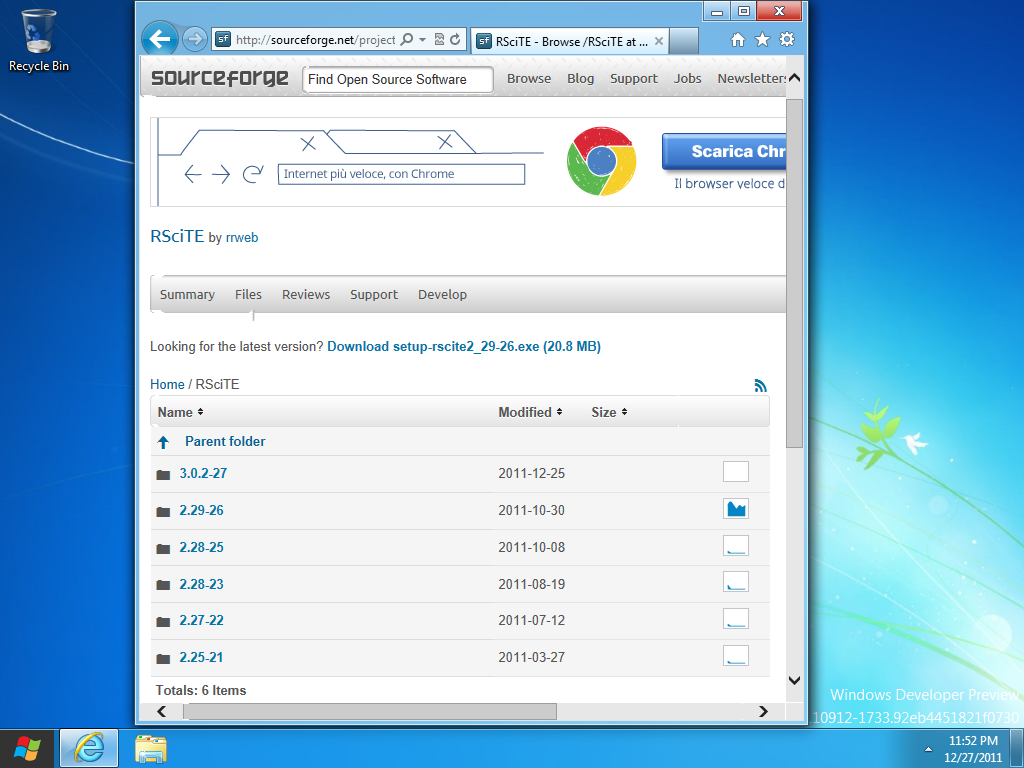 Recycle Bin
http://sourceforge.net/project
RSciTE - Browse /RSciTE at ...
sourceforge
Find Open Source Software
Browse Blog Support Jobs Newsletters
Internet più veloce, con Chrome
Scarica Chr
Il browser veloce d
RSciTE by rrweb
Summary Files Reviews Support Develop
Looking for the latest version? Download setup-rscite2_29-26.exe (20.8 MB)
Home / RSciTE
Name Modified Size
Parent folder
3.0.2-27 2011-12-25
2.29-26 2011-10-30
2.28-25 2011-10-08
2.28-23 2011-08-19
2.27-22 2011-07-12
2.25-21 2011-03-27
Totals: 6 Items
Windows Developer Preview
10912-1733.92eb4451821f0730
11:52 PM
12/27/2011